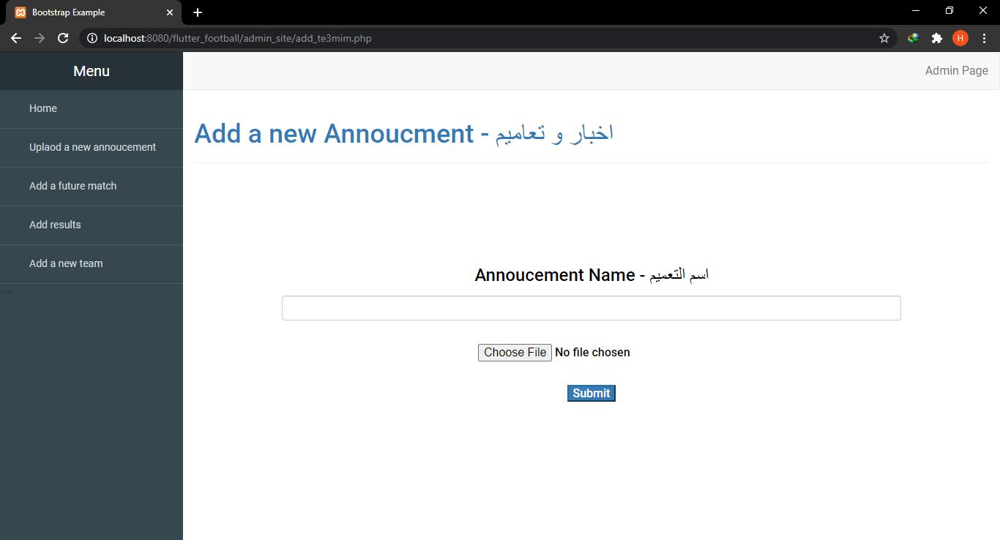 Bootstrap Example
localhost:8080/flutter_football/admin_site/add_te3mim.php
H
Menu
Admin Page
Home
Uplaod a new annoucement
Add a future match
Add results
Add a new team
-->
Add a new Annoucment - اخبار و تعاميم
Annoucement Name - اسم التعميم
Choose File No file chosen
Submit